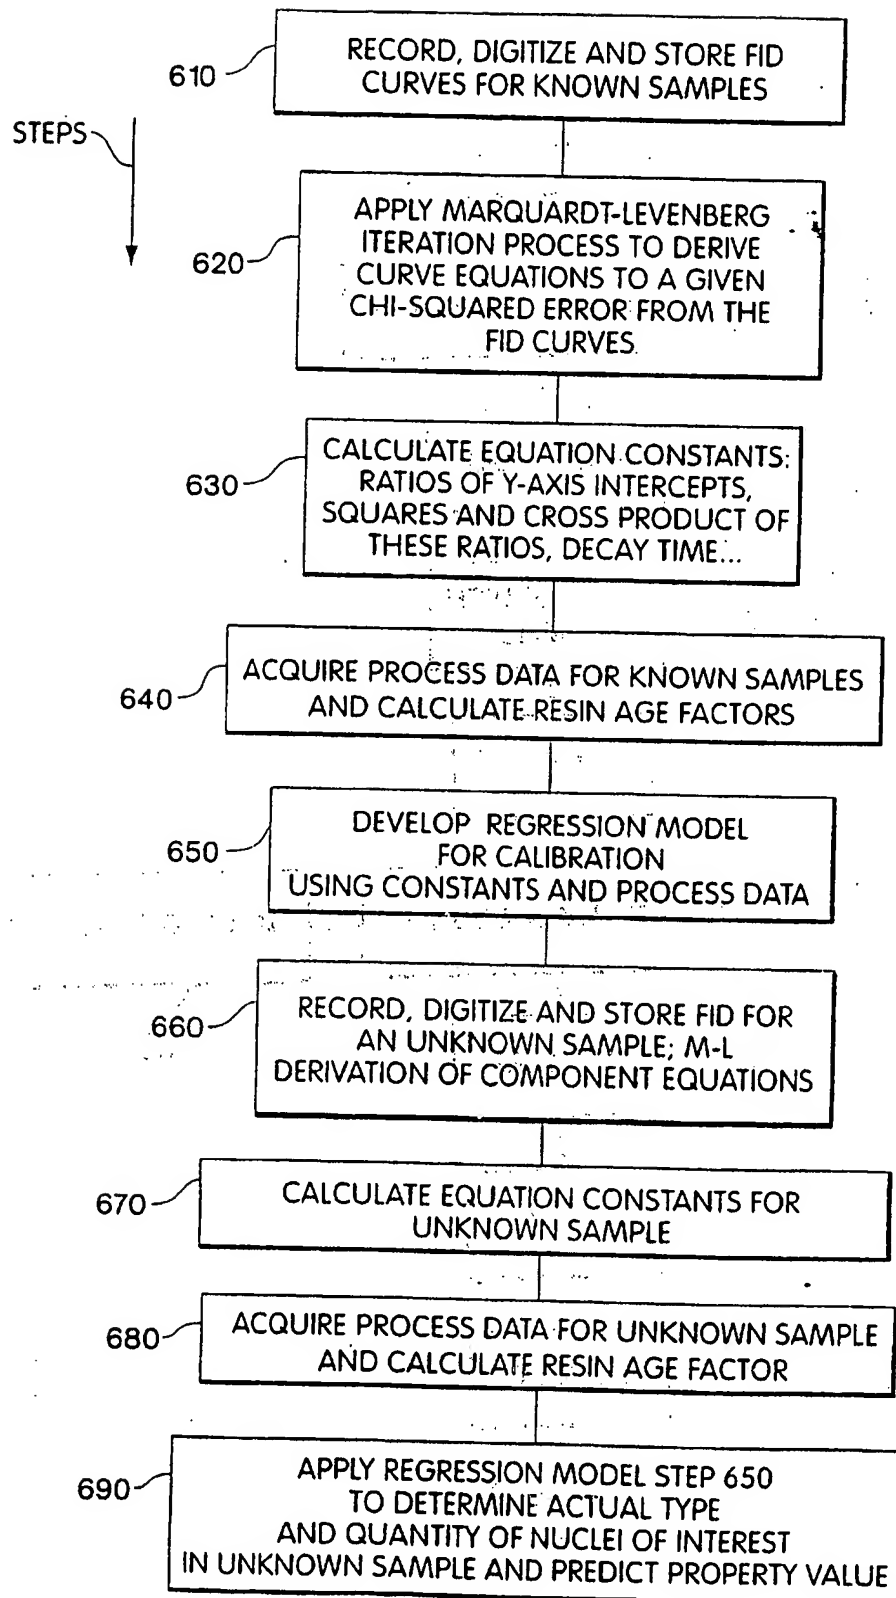 610
RECORD, DIGITIZE AND STORE FID
CURVES FOR KNOWN SAMPLES
STEPS
620
APPLY MARQUARDT-LEVENBERG
ITERATION PROCESS TO DERIVE
CURVE EQUATIONS TO A GIVEN
CHI-SQUARED ERROR FROM THE
FID CURVES
630
CALCULATE EQUATION CONSTANTS:
RATIOS OF Y-AXIS INTERCEPTS,
SQUARES AND CROSS PRODUCT OF
THESE RATIOS, DECAY TIME...
640
ACQUIRE PROCESS DATA FOR KNOWN SAMPLES
AND CALCULATE RESIN AGE FACTORS
650
DEVELOP REGRESSION MODEL
FOR CALIBRATION
USING CONSTANTS AND PROCESS DATA
660
RECORD, DIGITIZE AND STORE FID FOR
AN UNKNOWN SAMPLE; M-L
DERIVATION OF COMPONENT EQUATIONS
670
CALCULATE EQUATION CONSTANTS FOR
UNKNOWN SAMPLE
680
ACQUIRE PROCESS DATA FOR UNKNOWN SAMPLE
AND CALCULATE RESIN AGE FACTOR
690
APPLY REGRESSION MODEL STEP 650
TO DETERMINE ACTUAL TYPE
AND QUANTITY OF NUCLEI OF INTEREST
IN UNKNOWN SAMPLE AND PREDICT PROPERTY VALUE